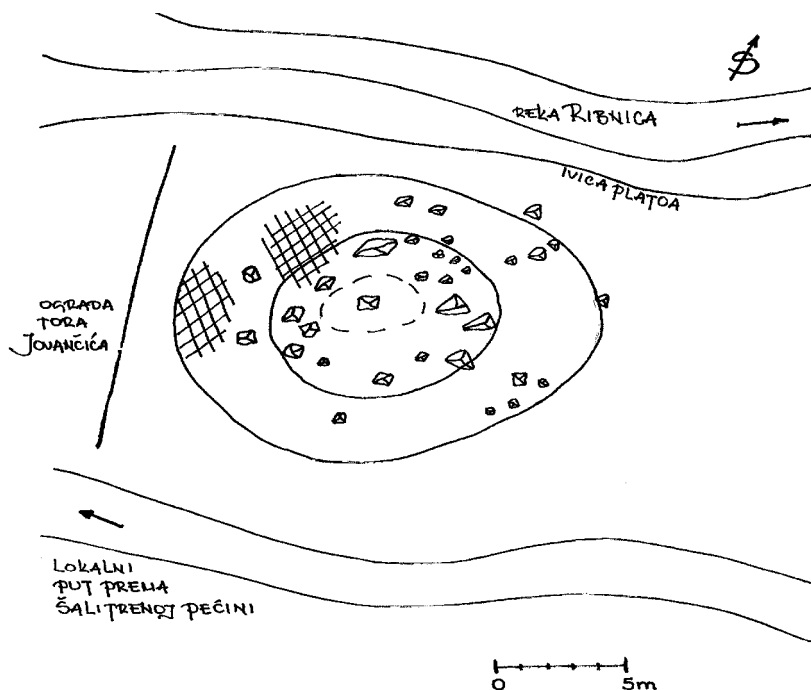 S
REKA RIBNICA
IVICA PLATOA
OGRADA
TORA
JOVANČIĆA
LOKALNI
PUT PREMA
ŠALITRENOJ PEĆINI
0 5m